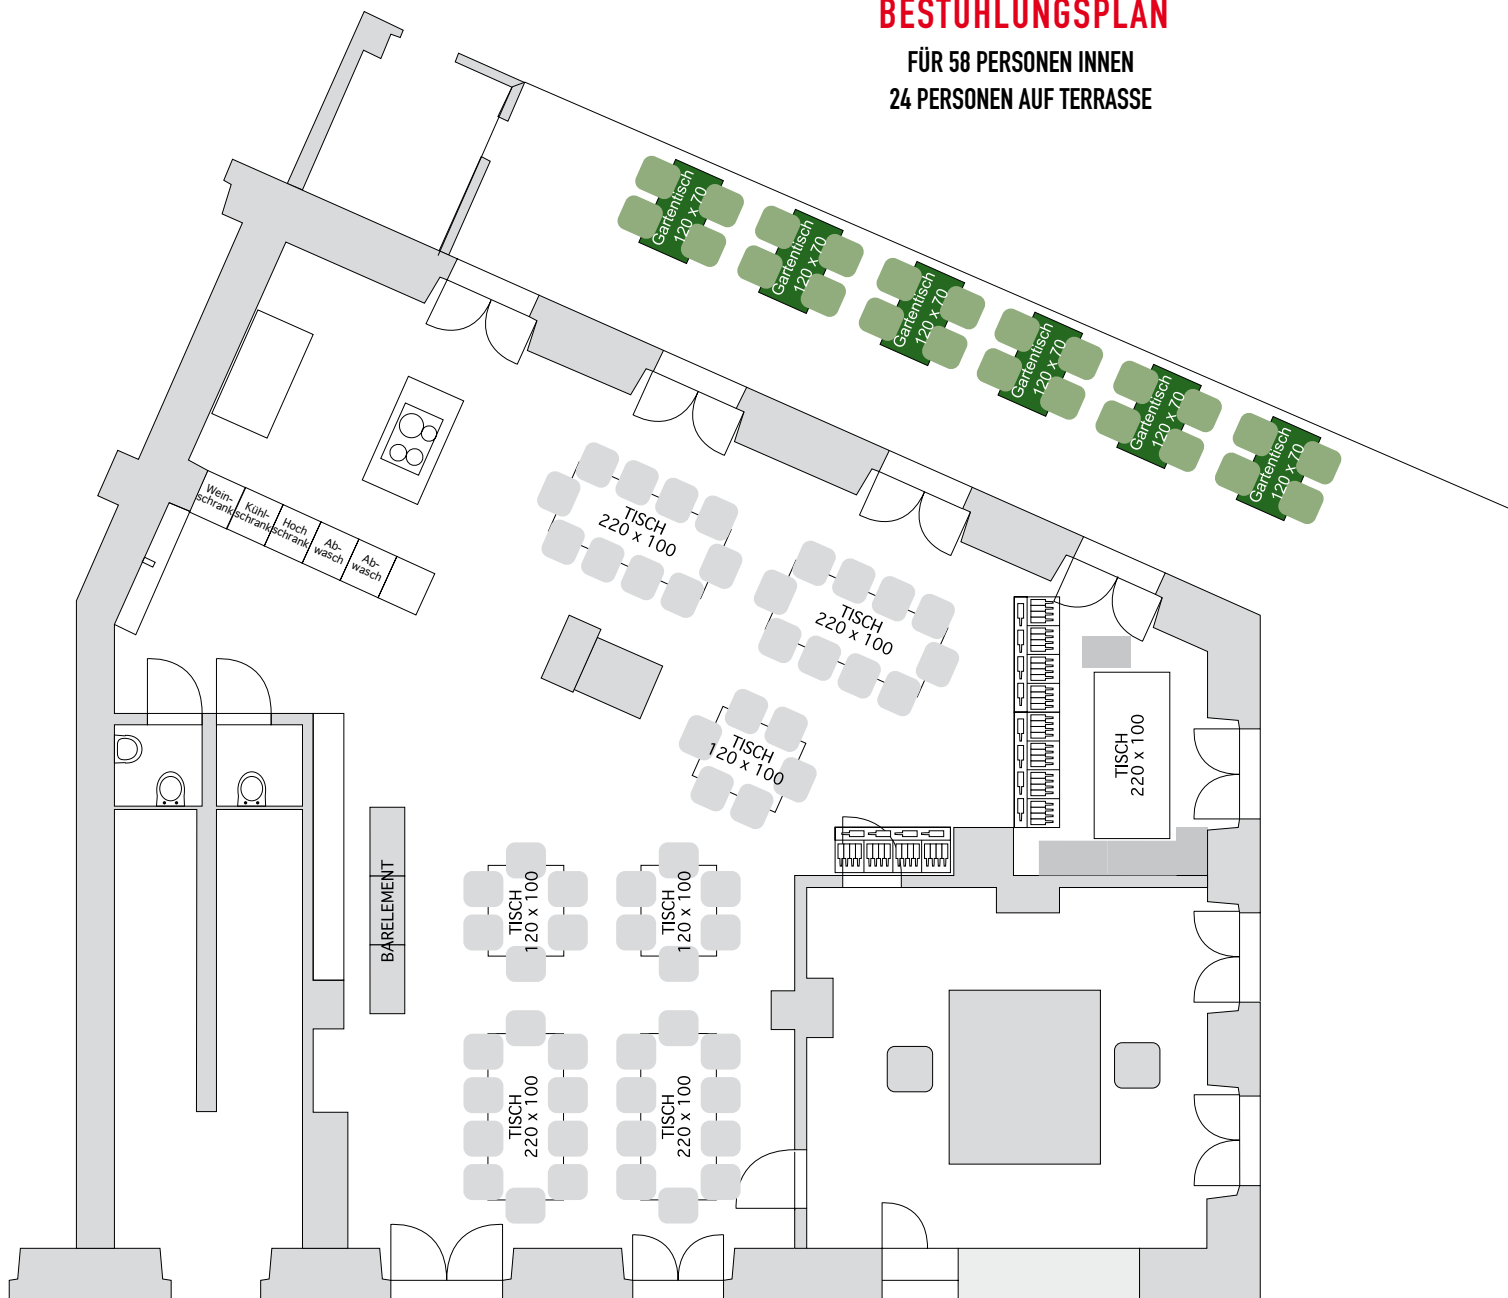 BESTUHLUNGSPLAN
FÜR 58 PERSONEN INNEN
24 PERSONEN AUF TERRASSE
Gartentisch
120 x 70
Gartentisch
120 x 70
Gartentisch
120 x 70
Gartentisch
120 x 70
Gartentisch
120 x 70
Gartentisch
120 x 70
Wein-
schrank
Kühl-
schrank
Hoch
schrank
Ab-
wasch
Ab-
wasch
TISCH
220 x 100
TISCH
220 x 100
TISCH
120 x 100
TISCH
220 x 100
BARELEMENT
TISCH
120 x 100
TISCH
120 x 100
TISCH
220 x 100
TISCH
220 x 100